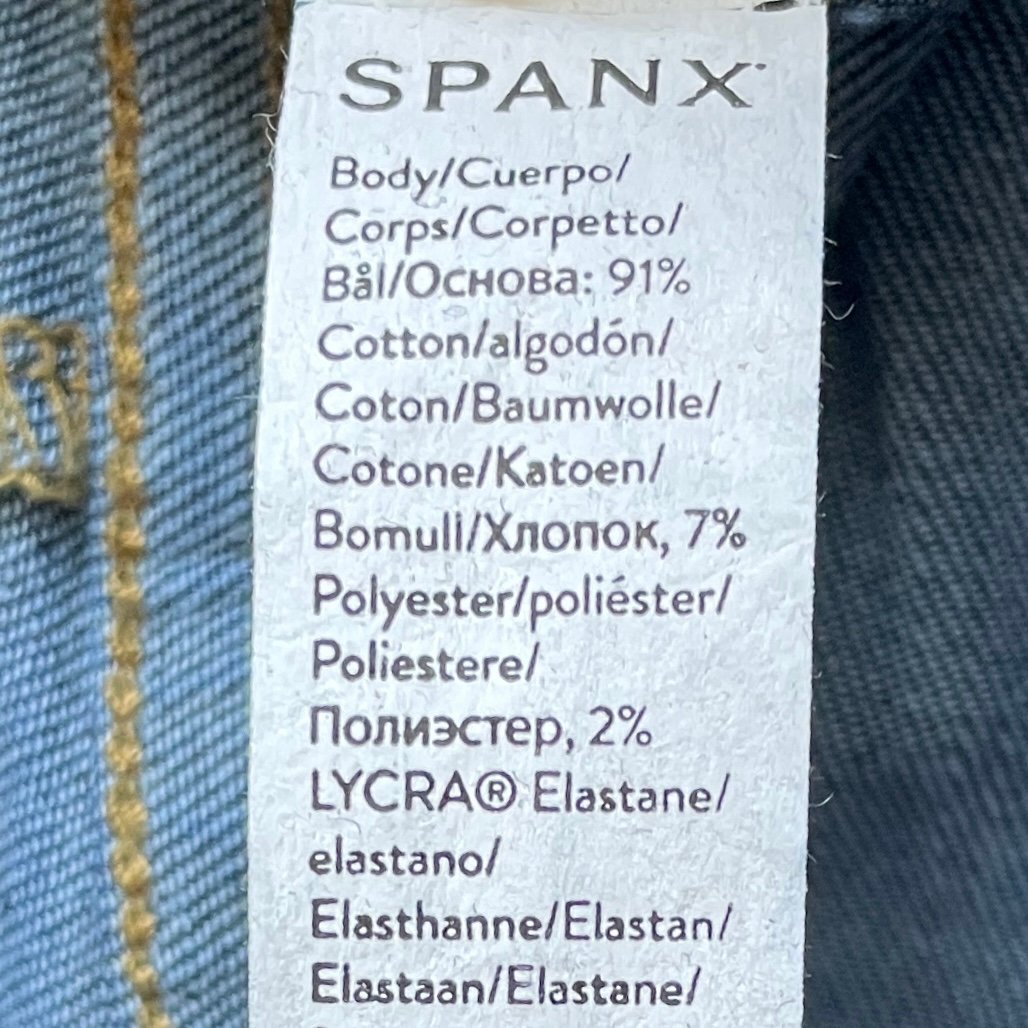 SPANX
Body/Cuerpo/
Corps/Corpetto/
Bål/Основа: 91%
Cotton/algodón/
Coton/Baumwolle/
Cotone/Katoen/
Bomull/Хлопок, 7%
Polyester/poliéster/
Poliestere/
Полиэстер, 2%
LYCRA® Elastane/
elastano/
Elasthanne/Elastan/
Elastaan/Elastane/